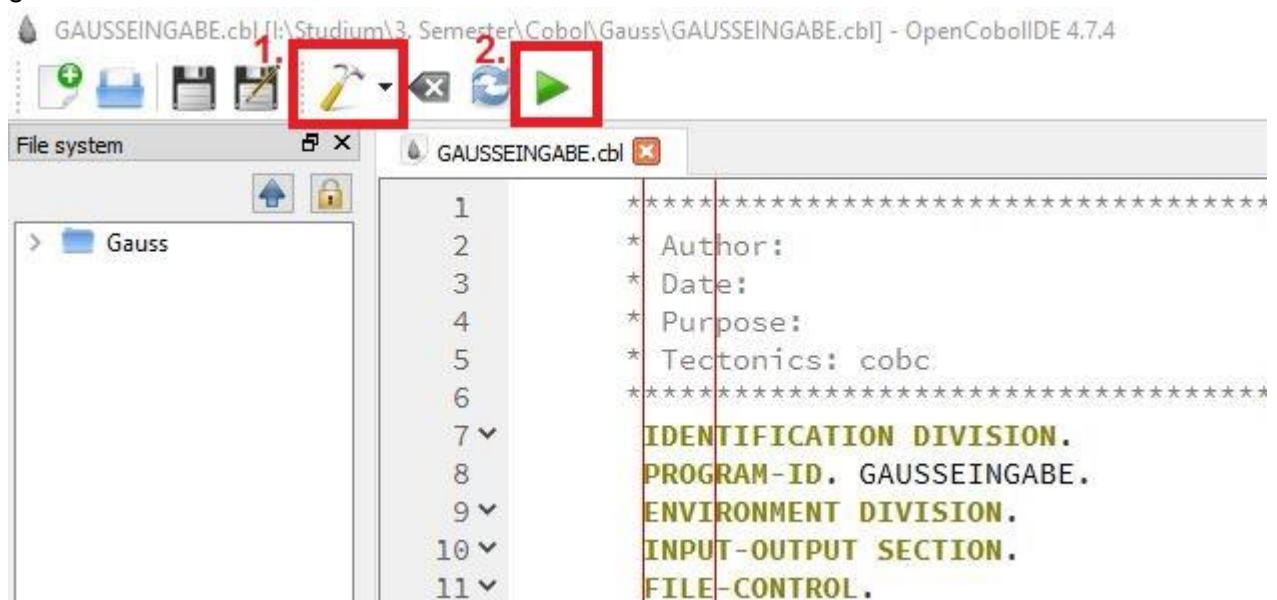 GAUSSEINGABE.cbl [I:\Studium\3. Semester\Cobol\Gauss\GAUSSEINGABE.cbl] - OpenCobolIDE 4.7.4
1.
2.
File system
GAUSSEINGABE.cbl
Gauss
1 ***********************************
2 * Author:
3 * Date:
4 * Purpose:
5 * Tectonics: cobc
6 ***********************************
7 IDENTIFICATION DIVISION.
8 PROGRAM-ID. GAUSSEINGABE.
9 ENVIRONMENT DIVISION.
10 INPUT-OUTPUT SECTION.
11 FILE-CONTROL.